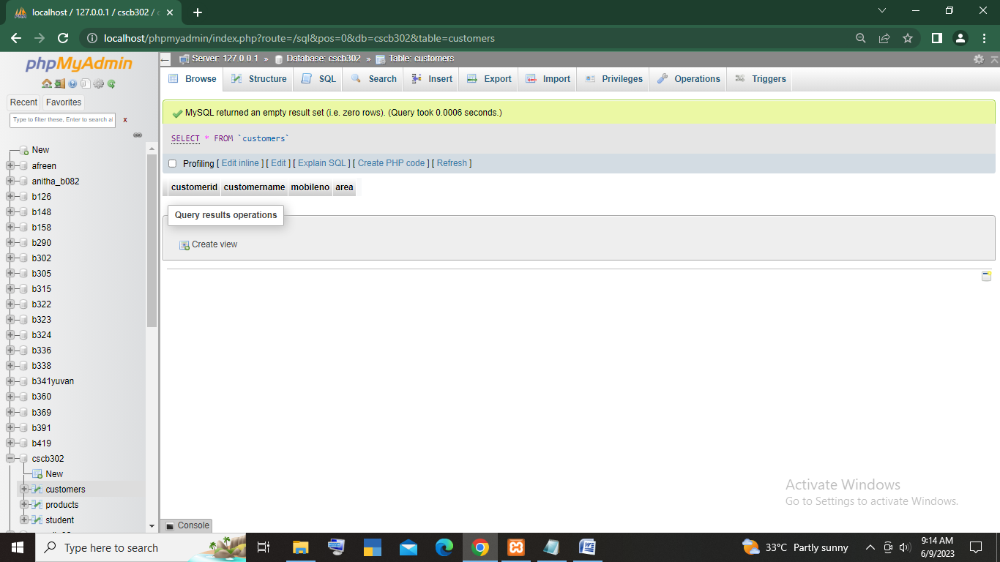 localhost / 127.0.0.1 / cscb302 / c
localhost/phpmyadmin/index.php?route=/sql&pos=0&db=cscb302&table=customers
phpMyAdmin
Recent Favorites
Type to filter these, Enter to search al x
New
afreen
anitha_b082
b126
b148
b158
b290
b302
b305
b315
b322
b323
b324
b336
b338
b341yuvan
b360
b369
b391
b419
cscb302
New
customers
products
student
Server: 127.0.0.1 » Database: cscb302 » Table: customers
Browse Structure SQL Search Insert Export Import Privileges Operations Triggers
MySQL returned an empty result set (i.e. zero rows). (Query took 0.0006 seconds.)
SELECT * FROM `customers`
Profiling [ Edit inline ] [ Edit ] [ Explain SQL ] [ Create PHP code ] [ Refresh ]
customerid customername mobileno area
Query results operations
Create view
Activate Windows
Go to Settings to activate Windows.
Console
Type here to search
33°C Partly sunny
9:14 AM
6/9/2023